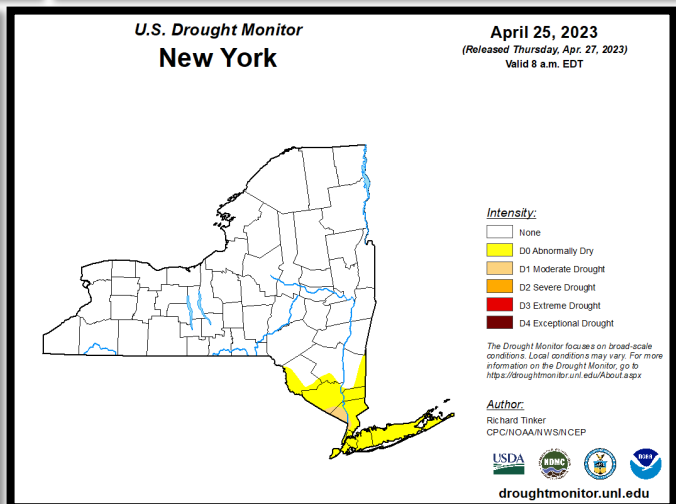 U.S. Drought Monitor
New York
April 25, 2023
(Released Thursday, Apr. 27, 2023)
Valid 8 a.m. EDT
Intensity:
None
D0 Abnormally Dry
D1 Moderate Drought
D2 Severe Drought
D3 Extreme Drought
D4 Exceptional Drought
The Drought Monitor focuses on broad-scale
conditions. Local conditions may vary. For more
information on the Drought Monitor, go to
https://droughtmonitor.unl.edu/About.aspx
Author:
Richard Tinker
CPC/NOAA/NWS/NCEP
USDA
NDMC
NOAA
droughtmonitor.unl.edu